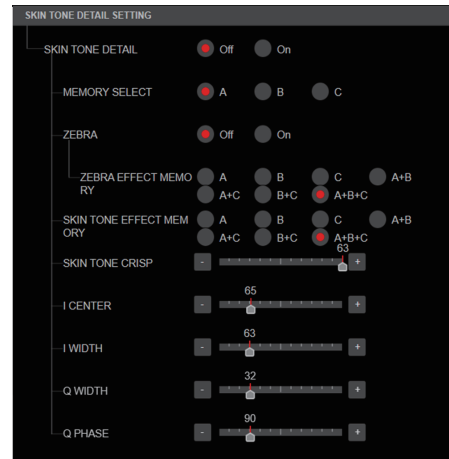 SKIN TONE DETAIL SETTING
SKIN TONE DETAIL Off On
MEMORY SELECT A B C
ZEBRA Off On
ZEBRA EFFECT MEMO A B C A+B
RY A+C B+C A+B+C
SKIN TONE EFFECT MEM A B C A+B
ORY A+C B+C A+B+C
63
SKIN TONE CRISP - +
65
I CENTER - +
63
I WIDTH - +
32
Q WIDTH - +
90
Q PHASE - +